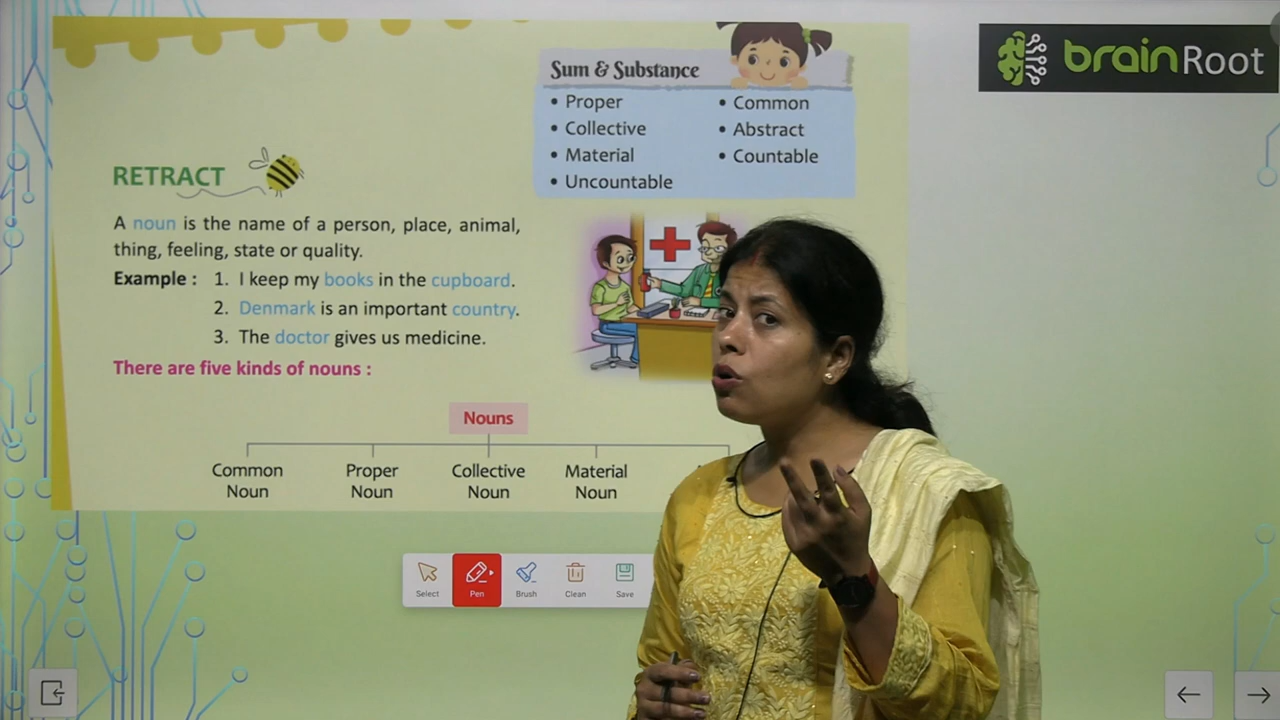 brainRoot
Sum & Substance
• Proper
• Common
• Collective
• Abstract
• Material
• Countable
• Uncountable
RETRACT
A noun is the name of a person, place, animal,
thing, feeling, state or quality.
Example : 1. I keep my books in the cupboard.
2. Denmark is an important country.
3. The doctor gives us medicine.
There are five kinds of nouns :
Nouns
Common Noun
Proper Noun
Collective Noun
Material Noun
Select
Pen
Brush
Clean
Save